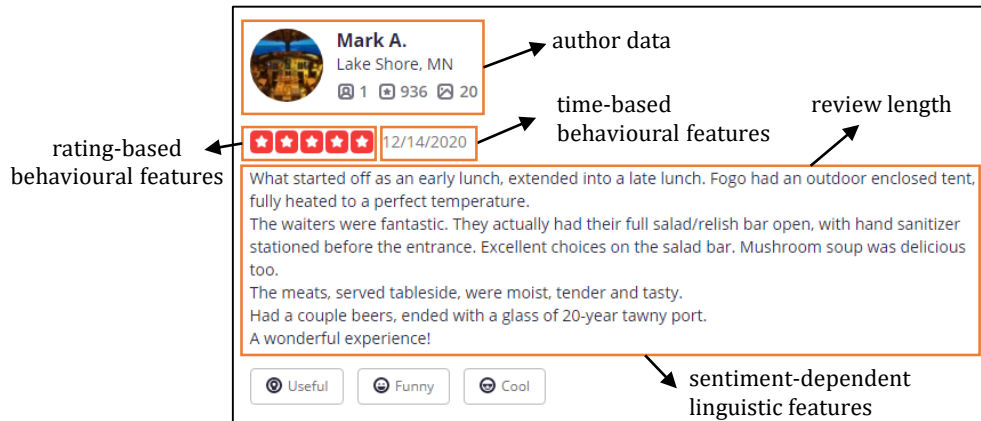 Mark A.
author data
Lake Shore, MN
1 936 20
time-based
behavioural features
review length
12/14/2020
rating-based
behavioural features
What started off as an early lunch, extended into a late lunch. Fogo had an outdoor enclosed tent,
fully heated to a perfect temperature.
The waiters were fantastic. They actually had their full salad/relish bar open, with hand sanitizer
stationed before the entrance. Excellent choices on the salad bar. Mushroom soup was delicious
too.
The meats, served tableside, were moist, tender and tasty.
Had a couple beers, ended with a glass of 20-year tawny port.
A wonderful experience!
Useful Funny Cool
sentiment-dependent
linguistic features